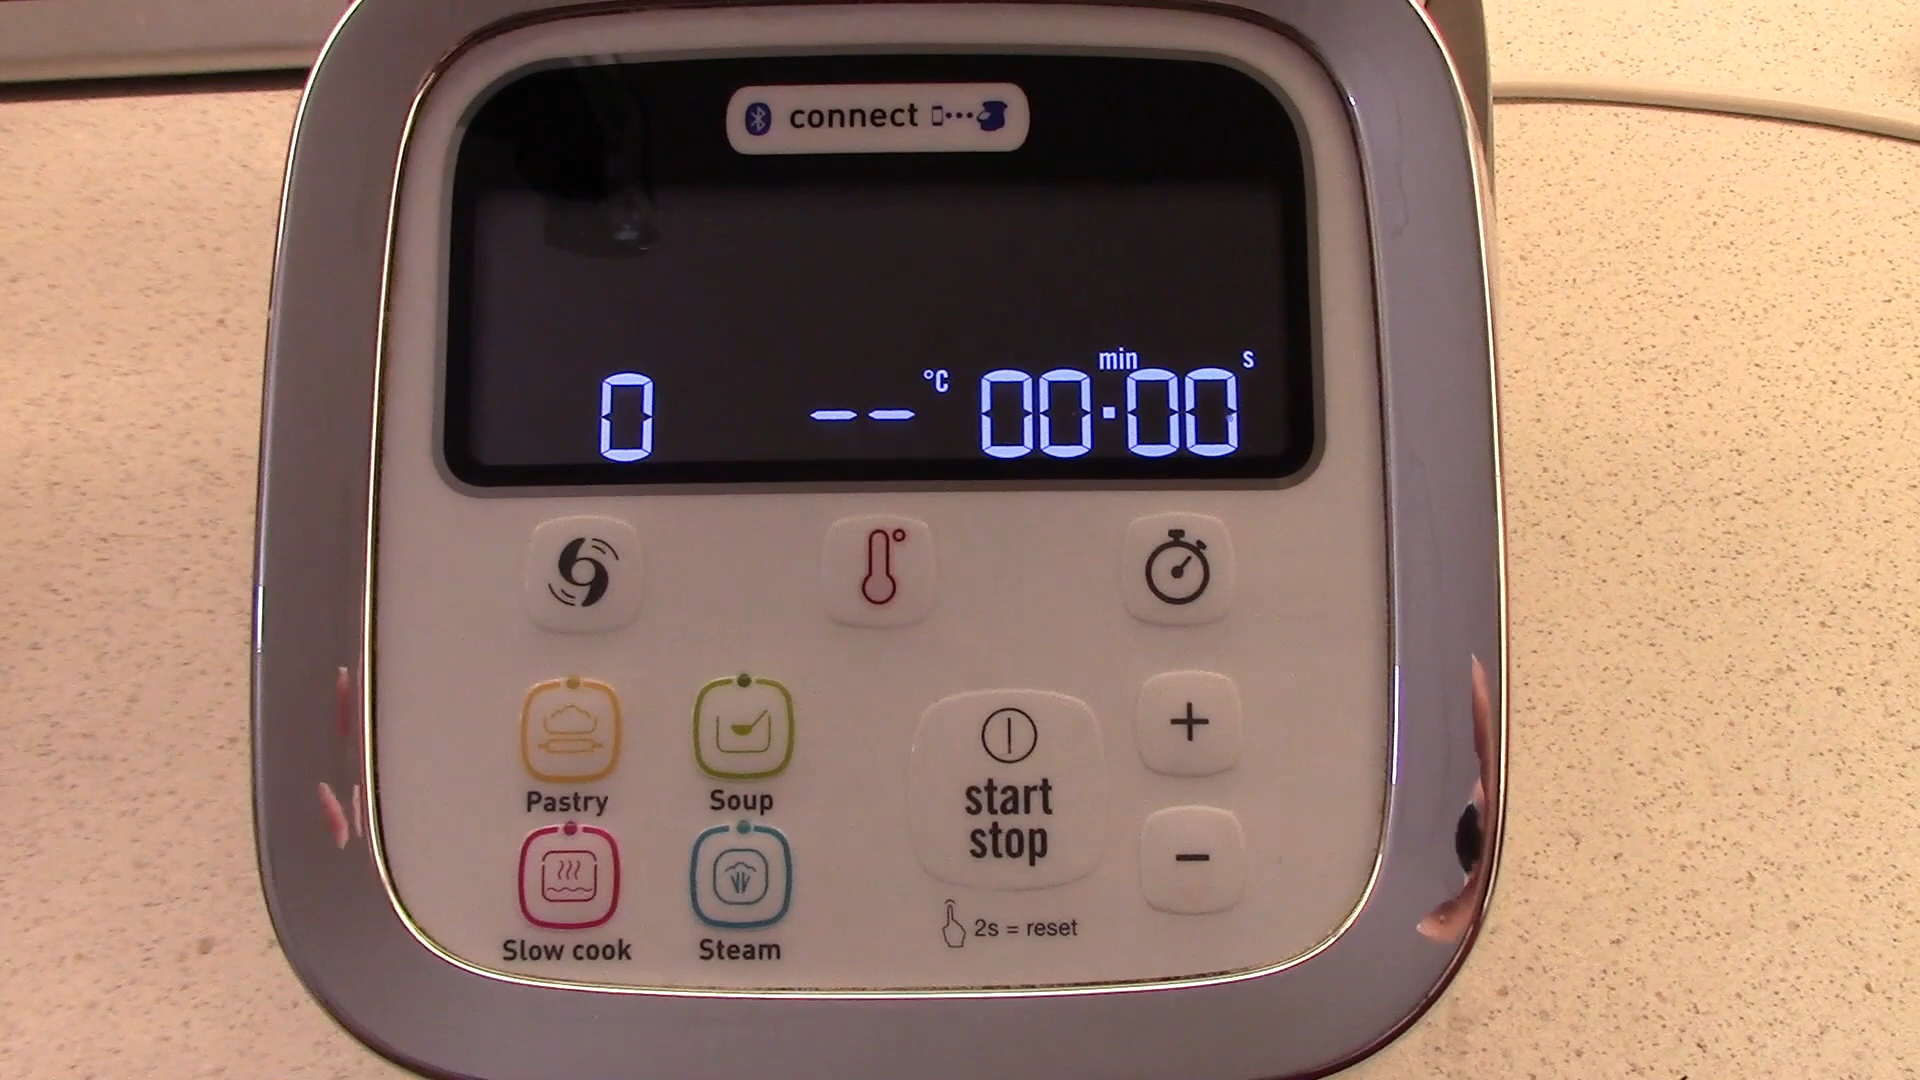 connect
0 -- °C 00:00 min s
Pastry
Soup
start
stop
+
-
Slow cook
Steam
2s = reset